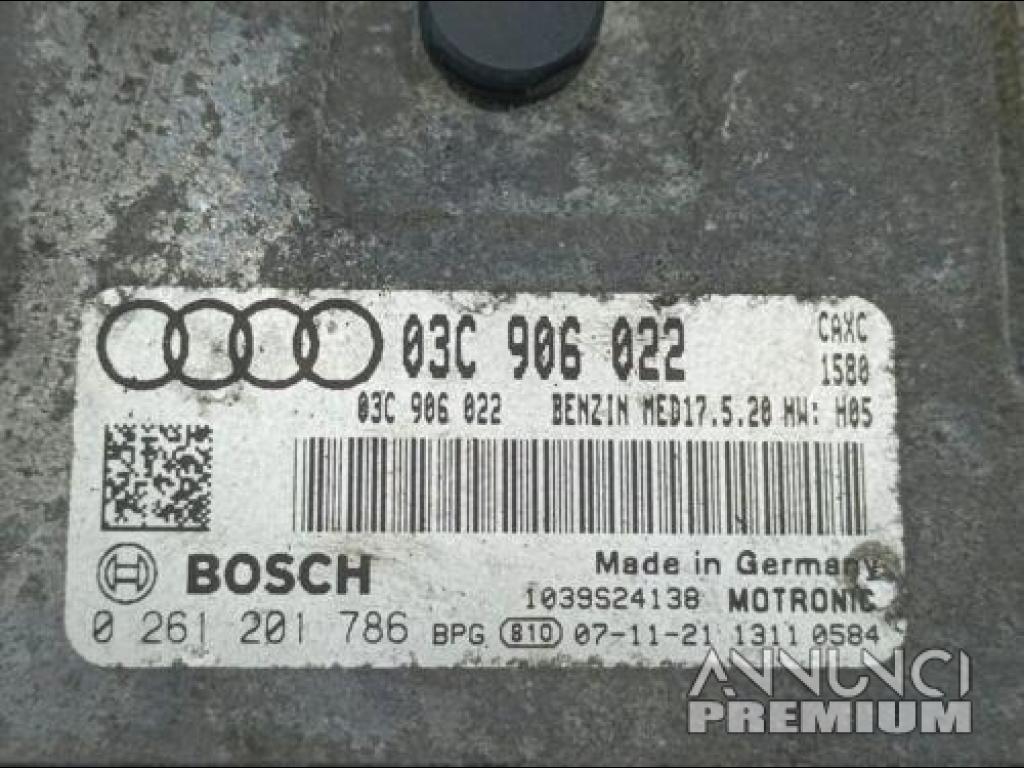 03C 906 022 CAXC
1580
03C 906 022 BENZIN MED17.5.20 HW: H05
BOSCH Made in Germany
1039S24138 MOTRONIC
0 261 201 786 BPG 810 07-11-21 1311 0584
ANNUNCI
PREMIUM